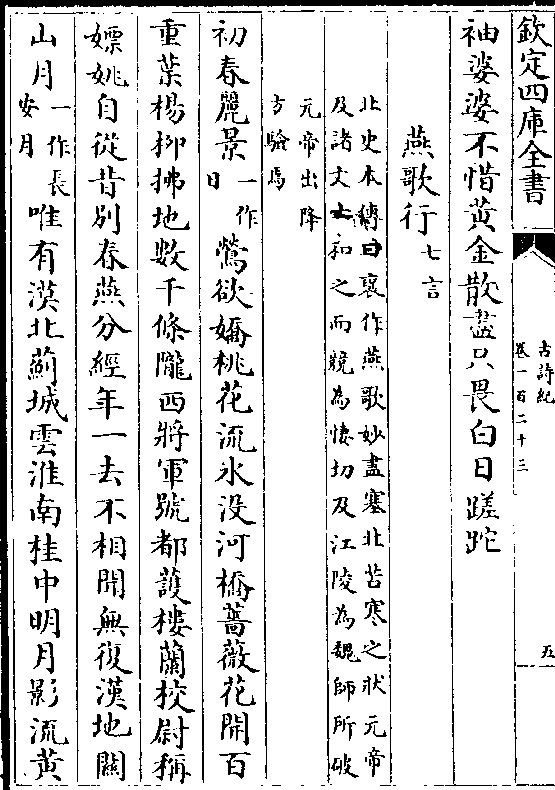 欽定四庫全書
古詩紀
卷一百二十三
五
袖婆娑不惜黃金散盡只畏白日蹉跎
燕歌行七言
北史本傳曰襃作燕歌妙盡塞北苦寒之狀元帝
及諸文士和之而競為悽切及江陵為魏師所破
元帝出降
方驗焉
初春麗景一作日鶯欲嬌桃花流水没河橋薔薇花開百
重葉楊柳拂地數千條隴西將軍號都護樓蘭校尉稱
嫖姚自從昔別春燕分經年一去不相聞無復漢地關
山月一作長安月唯有漠北薊城雲淮南桂中明月影流黃